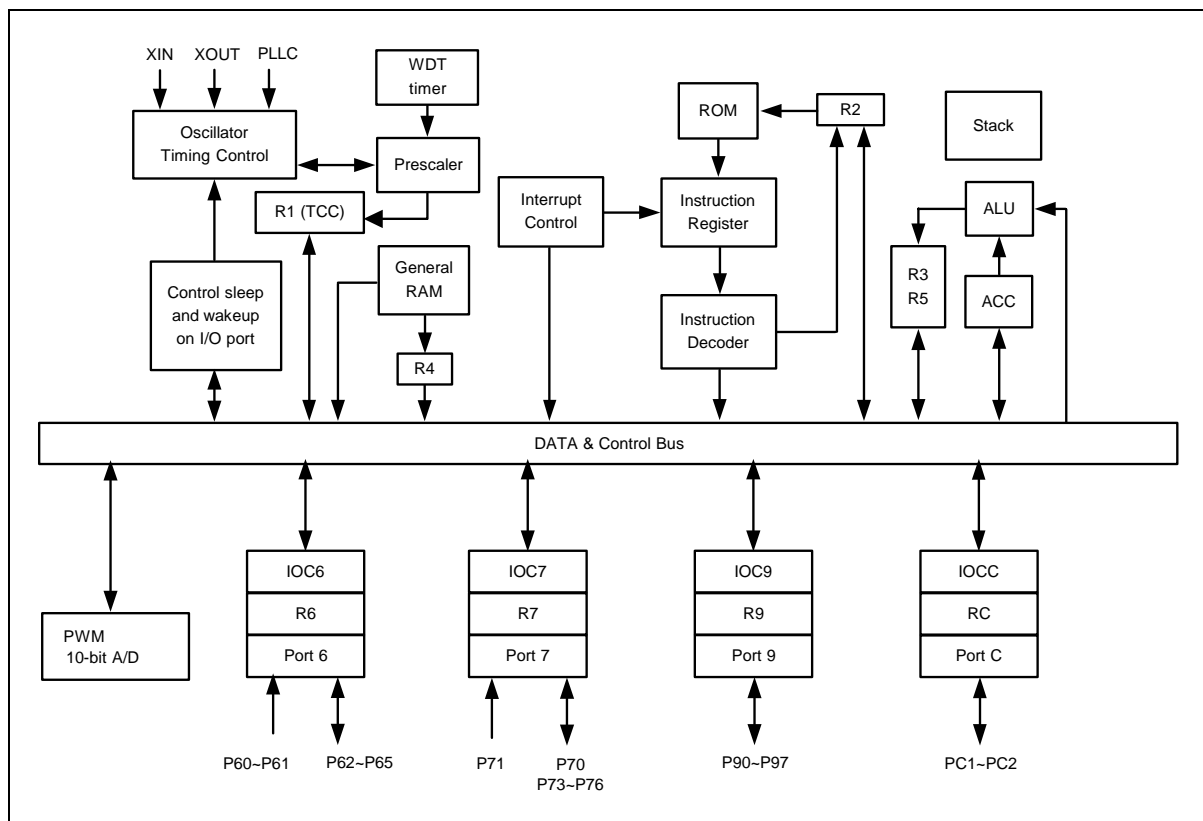 XIN
XOUT
PLLC
WDT
timer
Oscillator
Timing Control
Prescaler
ROM
R2
Stack
R1 (TCC)
Interrupt
Control
Instruction
Register
ALU
General
RAM
R3
R5
ACC
Control sleep
and wakeup
on I/O port
Instruction
Decoder
R4
DATA & Control Bus
IOC6
IOC7
IOC9
IOCC
R6
R7
R9
RC
PWM
10-bit A/D
Port 6
Port 7
Port 9
Port C
P60~P61
P62~P65
P71
P70
P73~P76
P90~P97
PC1~PC2